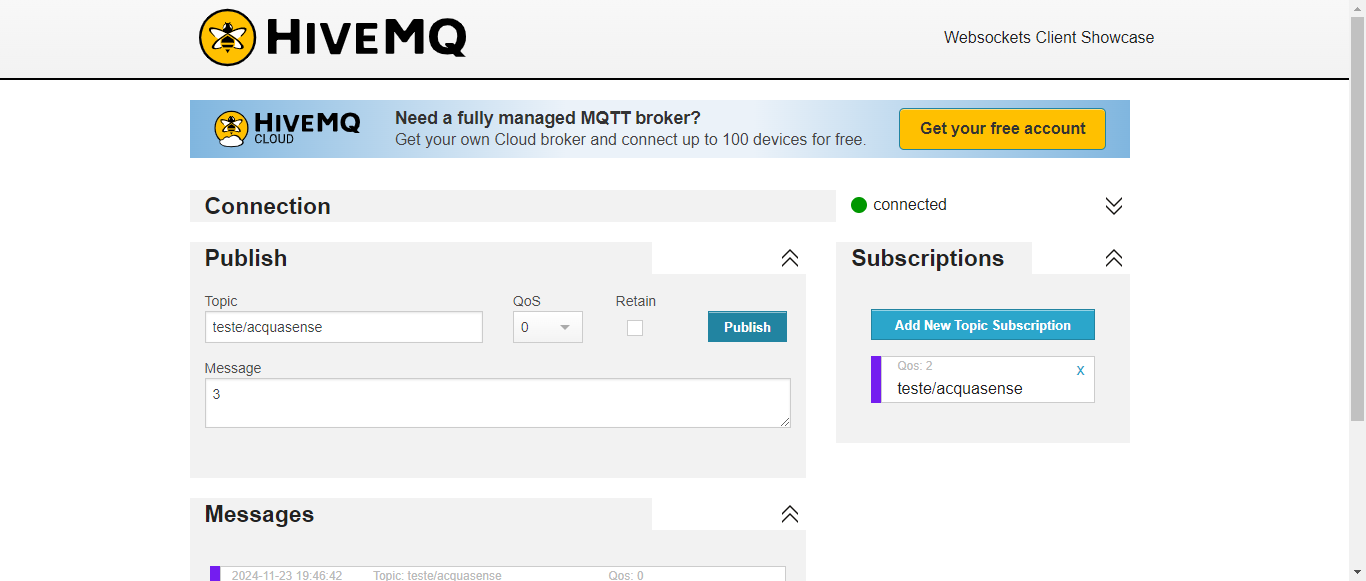 HIVEMQ
Websockets Client Showcase
HIVEMQ
CLOUD
Need a fully managed MQTT broker?
Get your own Cloud broker and connect up to 100 devices for free.
Get your free account
Connection
connected
Publish
Topic
QoS
Retain
teste/acquasense
0
Publish
Message
3
Subscriptions
Add New Topic Subscription
Qos: 2
x
teste/acquasense
Messages
2024-11-23 19:46:42
Topic: teste/acquasense
Qos: 0